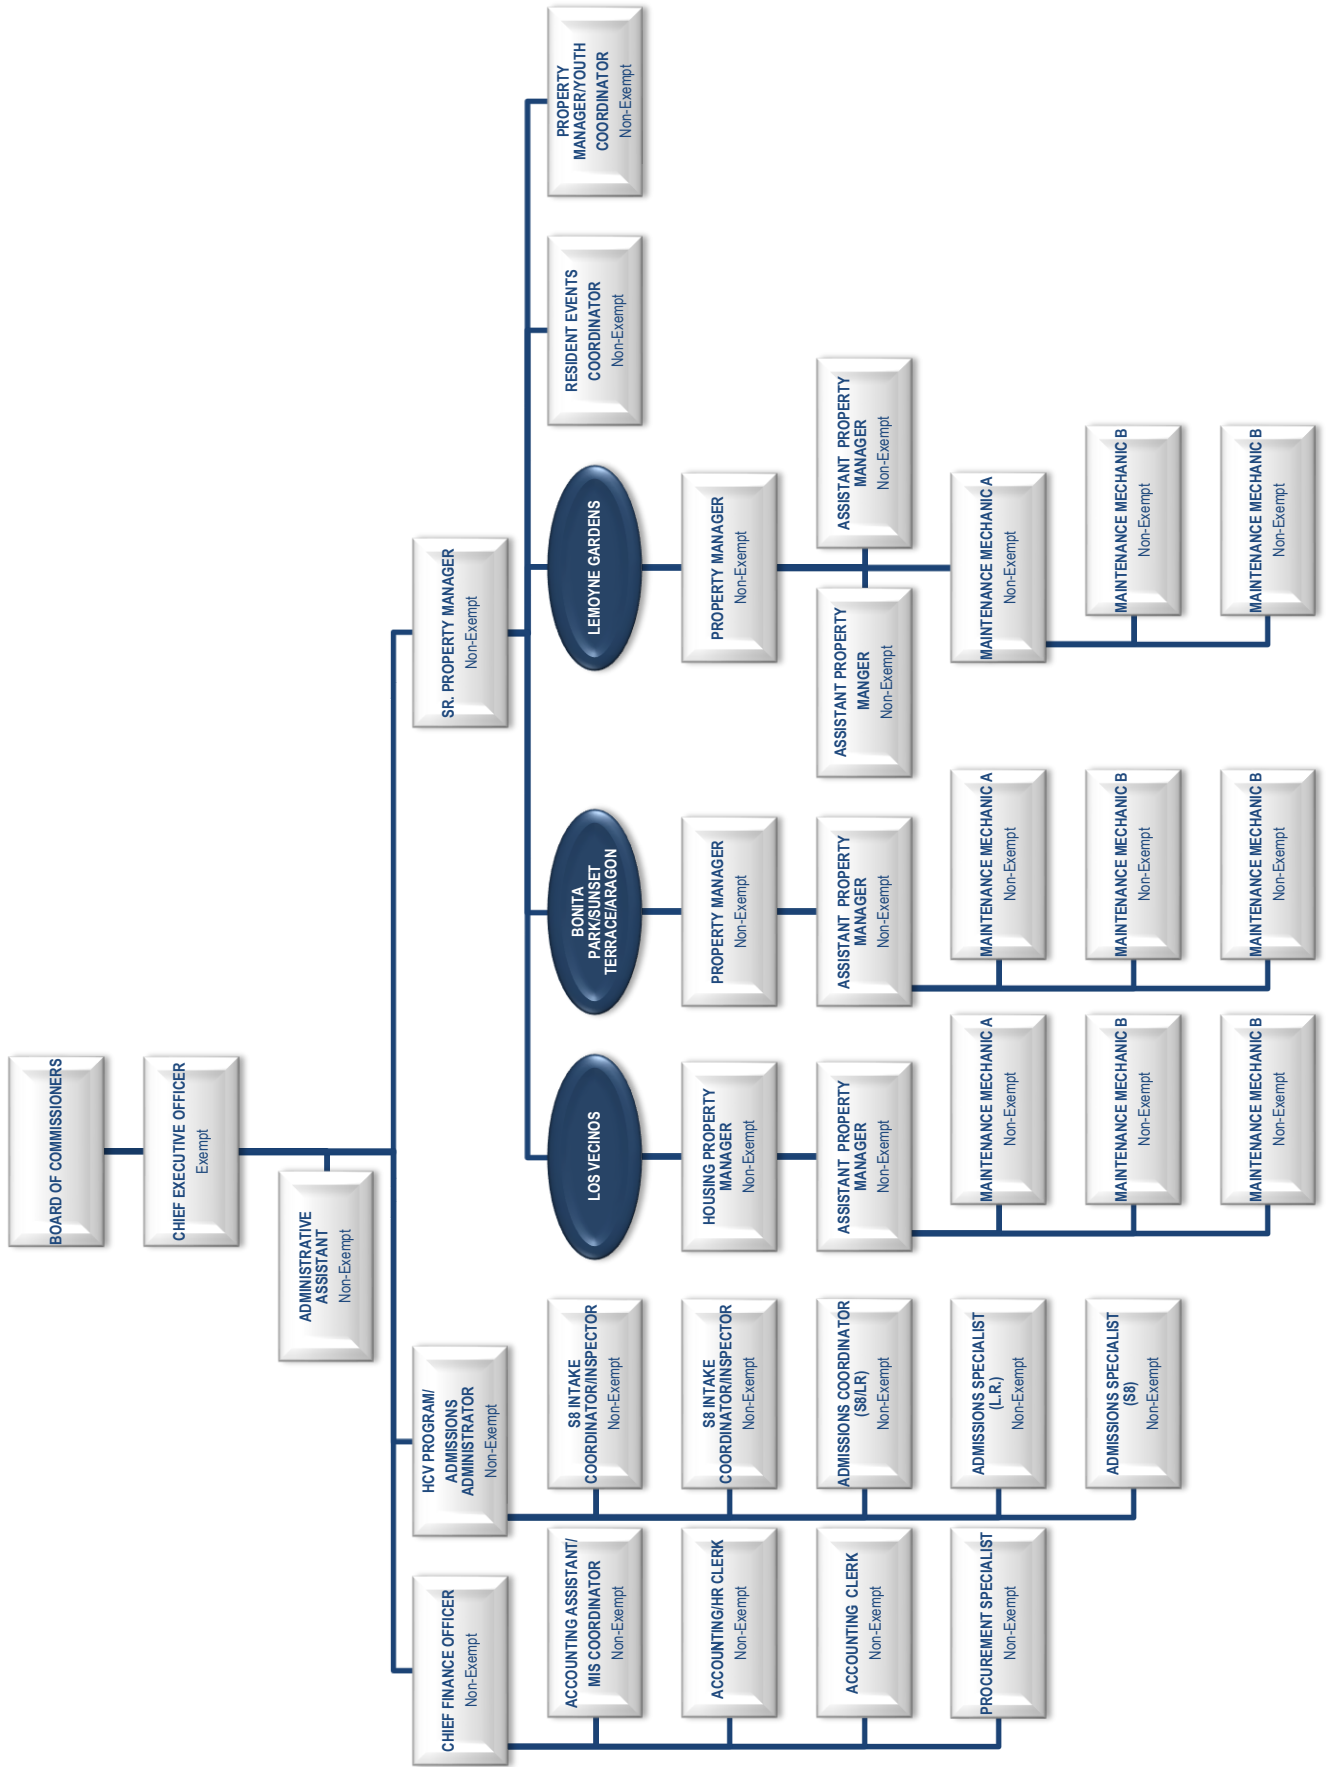 BOARD OF COMMISSIONERS
CHIEF EXECUTIVE OFFICER
Exempt
ADMINISTRATIVE
ASSISTANT
Non-Exempt
CHIEF FINANCE OFFICER
Non-Exempt
HCV PROGRAM/
ADMISSIONS
ADMINISTRATOR
Non-Exempt
SR. PROPERTY MANAGER
Non-Exempt
ACCOUNTING ASSISTANT/
MIS COORDINATOR
Non-Exempt
ACCOUNTING/HR CLERK
Non-Exempt
ACCOUNTING CLERK
Non-Exempt
PROCUREMENT SPECIALIST
Non-Exempt
S8 INTAKE
COORDINATOR/INSPECTOR
Non-Exempt
S8 INTAKE
COORDINATOR/INSPECTOR
Non-Exempt
ADMISSIONS COORDINATOR
(S8/LR)
Non-Exempt
ADMISSIONS SPECIALIST
(L.R.)
Non-Exempt
ADMISSIONS SPECIALIST
(S8)
Non-Exempt
LOS VECINOS
HOUSING PROPERTY
MANAGER
Non-Exempt
ASSISTANT PROPERTY
MANAGER
Non-Exempt
MAINTENANCE MECHANIC A
Non-Exempt
MAINTENANCE MECHANIC B
Non-Exempt
MAINTENANCE MECHANIC B
Non-Exempt
BONITA
PARK/SUNSET
TERRACE/ARAGON
PROPERTY MANAGER
Non-Exempt
ASSISTANT PROPERTY
MANAGER
Non-Exempt
MAINTENANCE MECHANIC A
Non-Exempt
MAINTENANCE MECHANIC B
Non-Exempt
MAINTENANCE MECHANIC B
Non-Exempt
LEMOYNE GARDENS
PROPERTY MANAGER
Non-Exempt
ASSISTANT PROPERTY
MANGER
Non-Exempt
ASSISTANT PROPERTY
MANAGER
Non-Exempt
MAINTENANCE MECHANIC A
Non-Exempt
MAINTENANCE MECHANIC B
Non-Exempt
MAINTENANCE MECHANIC B
Non-Exempt
RESIDENT EVENTS
COORDINATOR
Non-Exempt
PROPERTY
MANAGER/YOUTH
COORDINATOR
Non-Exempt